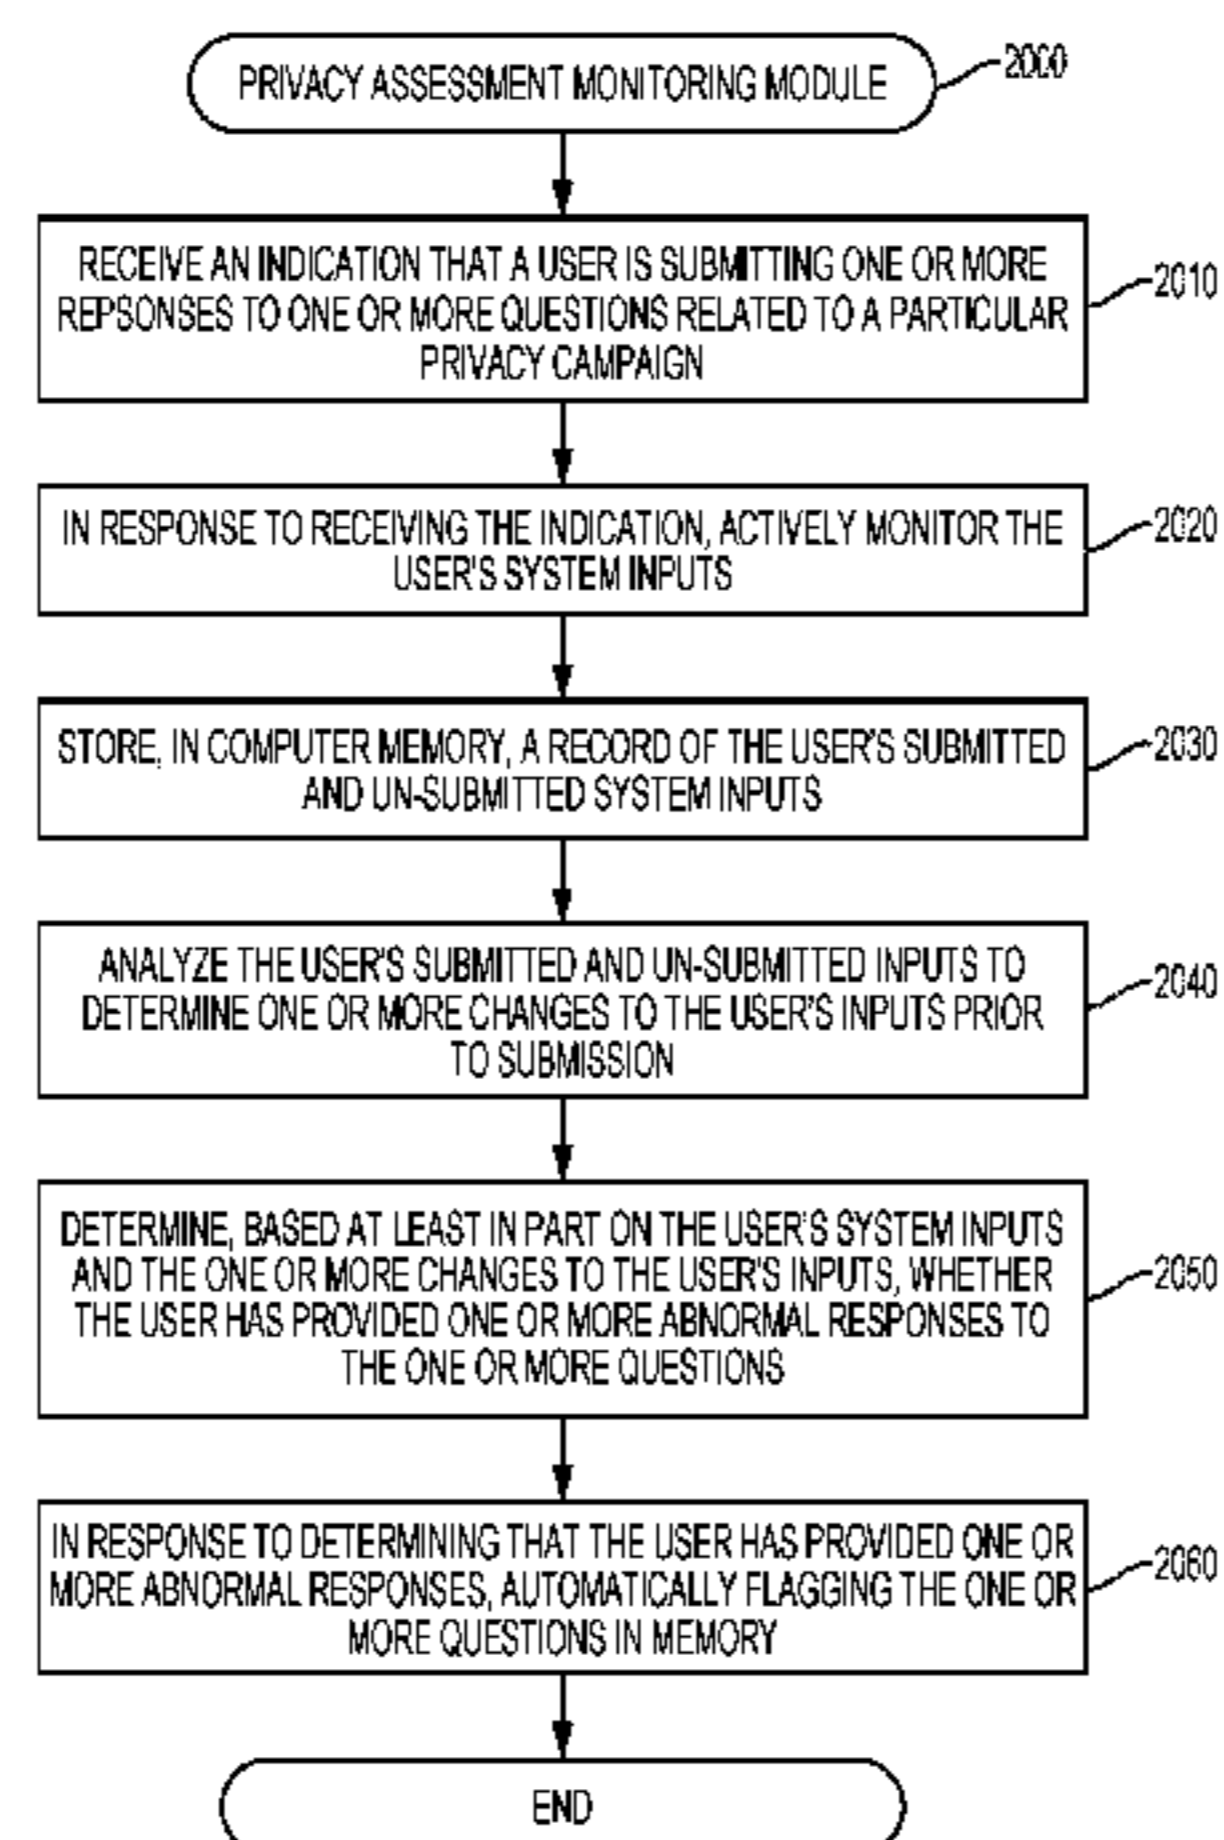 PRIVACY ASSESSMENT MONITORING MODULE
2000
RECEIVE AN INDICATION THAT A USER IS SUBMITTING ONE OR MORE
REPSONSES TO ONE OR MORE QUESTIONS RELATED TO A PARTICULAR
PRIVACY CAMPAIGN
2010
IN RESPONSE TO RECEIVING THE INDICATION, ACTIVELY MONITOR THE
USER'S SYSTEM INPUTS
2020
STORE, IN COMPUTER MEMORY, A RECORD OF THE USER'S SUBMITTED
AND UN-SUBMITTED SYSTEM INPUTS
2030
ANALYZE THE USER'S SUBMITTED AND UN-SUBMITTED INPUTS TO
DETERMINE ONE OR MORE CHANGES TO THE USER'S INPUTS PRIOR
TO SUBMISSION
2040
DETERMINE, BASED AT LEAST IN PART ON THE USER'S SYSTEM INPUTS
AND THE ONE OR MORE CHANGES TO THE USER'S INPUTS, WHETHER
THE USER HAS PROVIDED ONE OR MORE ABNORMAL RESPONSES TO
THE ONE OR MORE QUESTIONS
2050
IN RESPONSE TO DETERMINING THAT THE USER HAS PROVIDED ONE OR
MORE ABNORMAL RESPONSES, AUTOMATICALLY FLAGGING THE ONE OR
MORE QUESTIONS IN MEMORY
2060
END